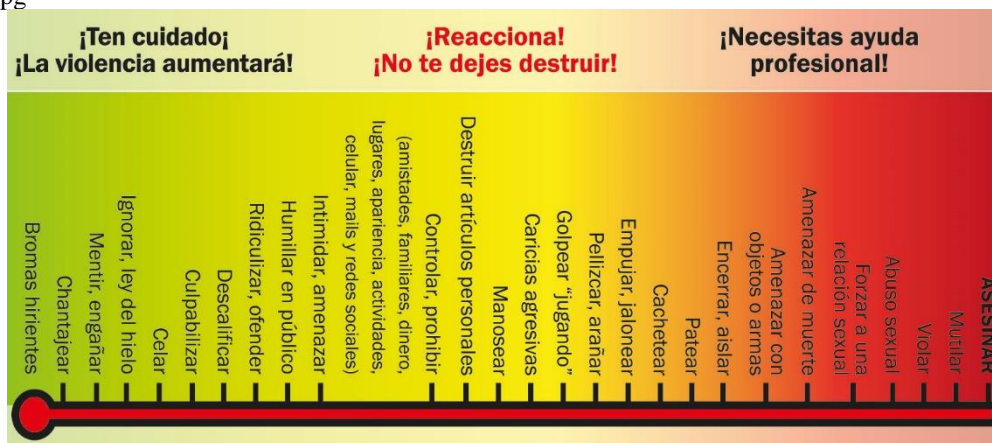 pg
¡Ten cuidado¡
¡La violencia aumentará!
¡Reacciona!
¡No te dejes destruir!
¡Necesitas ayuda
profesional!
Bromas hirientes
Chantajear
Mentir, engañar
Ignorar, ley del hielo
Celar
Culpabilizar
Descalificar
Ridiculizar, ofender
Humillar en público
Intimidar, amenazar
Controlar, prohibir
(amistades, familiares, dinero,
lugares, apariencia, actividades,
celular, mails y redes sociales)
Destruir artículos personales
Manosear
Caricias agresivas
Golpear "jugando"
Pellizcar, arañar
Empujar, jalonear
Cachetear
Patear
Encerrar, aislar
Amenazar con
objetos o armas
Amenazar de muerte
Forzar a una
relación sexual
Abuso sexual
Violar
Mutilar
ASESINAR